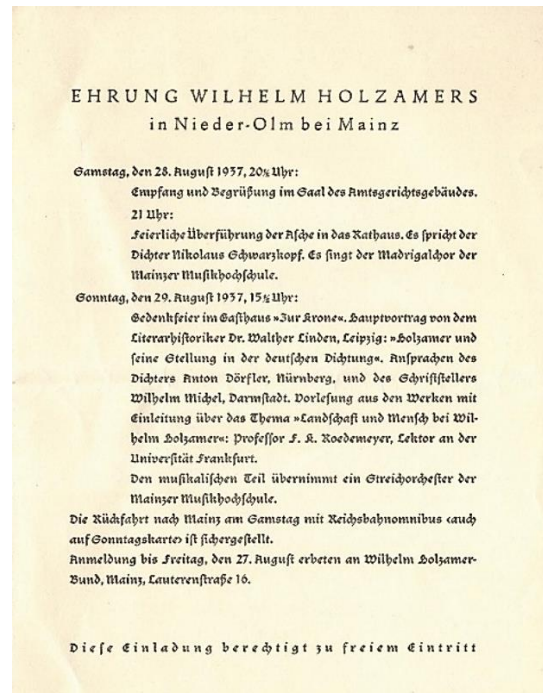 EHRUNG WILHELM HOLZAMERS
in Nieder-Olm bei Mainz
Samstag, den 28. August 1937, 20½ Uhr:
Empfang und Begrüßung im Saal des Amtsgerichtsgebäudes.
21 Uhr:
Feierliche Überführung der Asche in das Rathaus. Es spricht der
Dichter Nikolaus Schwarzkopf. Es singt der Madrigalchor der
Mainzer Musikhochschule.
Sonntag, den 29. August 1937, 15½ Uhr:
Gedenkfeier im Gasthaus »Zur Krone«. Hauptvortrag von dem
Literarhistoriker Dr. Walther Linden, Leipzig: »Holzamer und
seine Stellung in der deutschen Dichtung«. Ansprachen des
Dichters Anton Dörfler, Nürnberg, und des Schriftstellers
Wilhelm Michel, Darmstadt. Vorlesung aus den Werken mit
Einleitung über das Thema »Landschaft und Mensch bei Wil-
helm Holzamer«: Professor F. K. Roedemeyer, Lektor an der
Universität Frankfurt.
Den musikalischen Teil übernimmt ein Streichorchester der
Mainzer Musikhochschule.
Die Rückfahrt nach Mainz am Samstag mit Reichsbahnomnibus ‹auch
auf Sonntagskarte› ist sichergestellt.
Anmeldung bis Freitag, den 27. August erbeten an Wilhelm Holzamer-
Bund, Mainz, Lauterenstraße 16.
Diese Einladung berechtigt zu freiem Eintritt